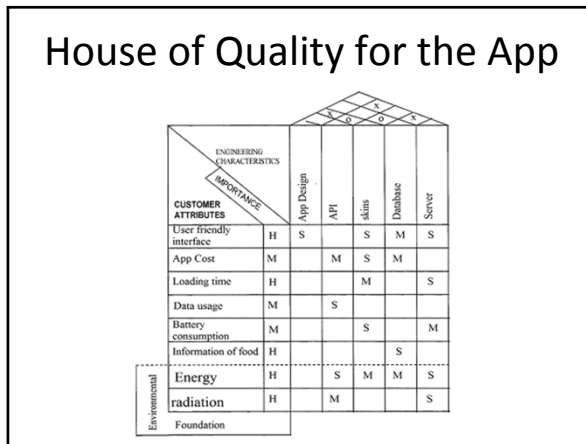 House of Quality for the App
x
x o o x
ENGINEERING
CHARACTERISTICS
IMPORTANCE
CUSTOMER
ATTRIBUTES
App Design
API
skins
Database
Server
User friendly
interface H S S M S
App Cost M M S M
Loading time H M S
Data usage M S
Battery
consumption M S M
Information of food H S
Environmental
Energy H S M M S
radiation H M S
Foundation